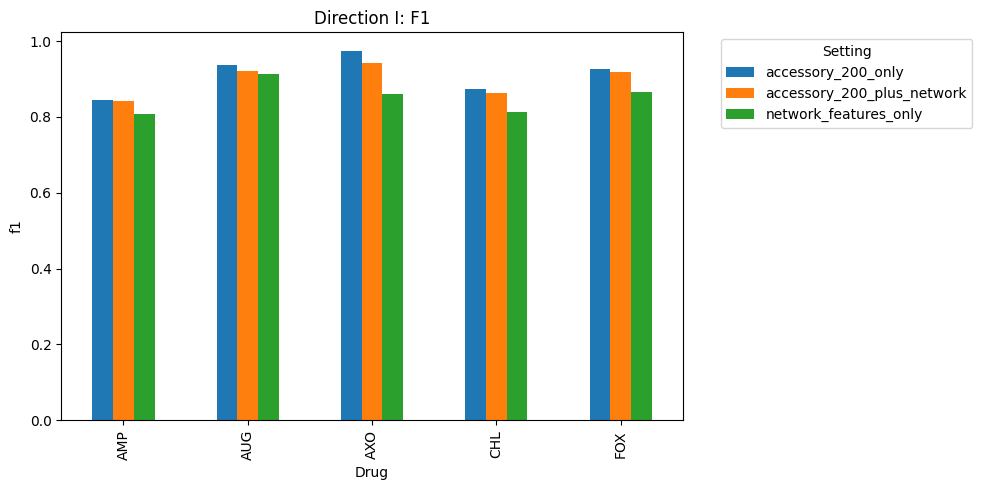 Direction I: F1
1.0
0.8
0.6
0.4
0.2
0.0
f1
AMP
AUG
AXO
CHL
FOX
Drug
Setting
accessory_200_only
accessory_200_plus_network
network_features_only